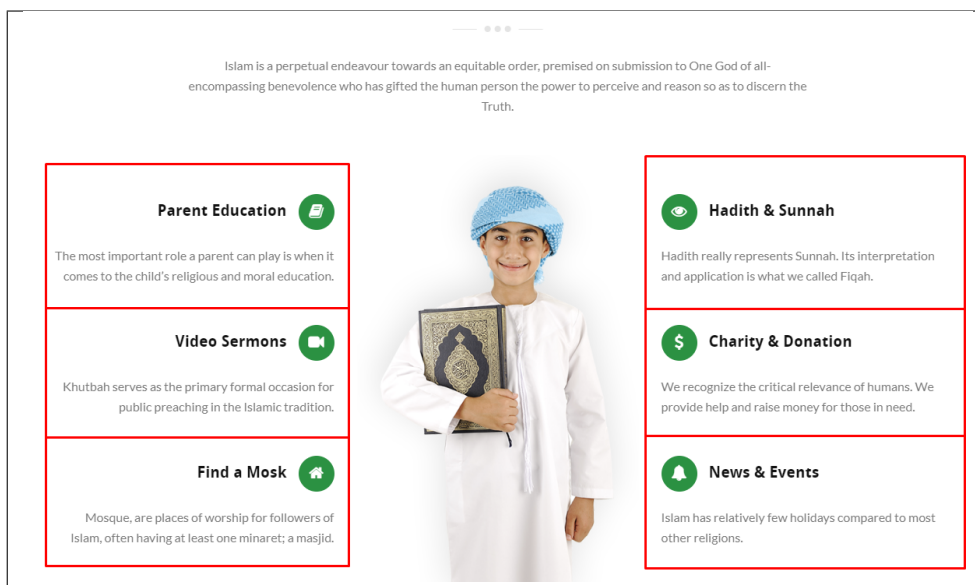 Islam is a perpetual endeavour towards an equitable order, premised on submission to One God of all-
encompassing benevolence who has gifted the human person the power to perceive and reason so as to discern the
Truth.
Parent Education
The most important role a parent can play is when it
comes to the child's religious and moral education.
Video Sermons
Khutbah serves as the primary formal occasion for
public preaching in the Islamic tradition.
Find a Mosk
Mosque, are places of worship for followers of
Islam, often having at least one minaret; a masjid.
Hadith & Sunnah
Hadith really represents Sunnah. Its interpretation
and application is what we called Fiqah.
Charity & Donation
We recognize the critical relevance of humans. We
provide help and raise money for those in need.
News & Events
Islam has relatively few holidays compared to most
other religions.